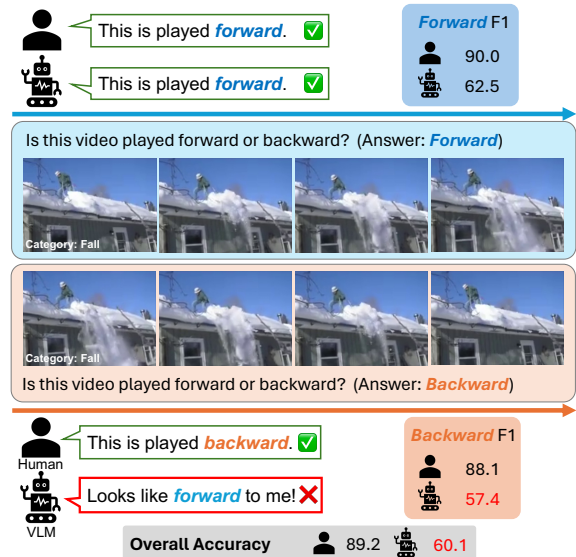 This is played forward.
Forward F1
90.0
This is played forward.
62.5
Is this video played forward or backward? (Answer: Forward)
Category: Fall
Category: Fall
Is this video played forward or backward? (Answer: Backward)
This is played backward.
Human
Backward F1
88.1
Looks like forward to me!
57.4
VLM
Overall Accuracy 89.2 60.1